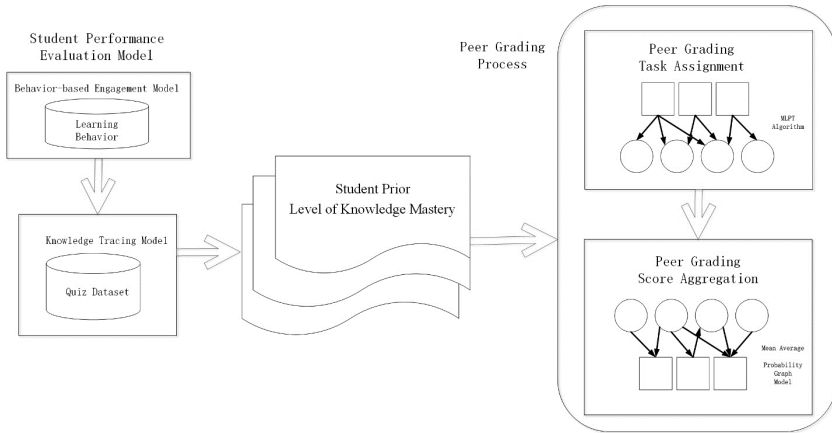 Student Performance
Evaluation Model
Behavior-based Engagement Model
Learning
Behavior
Knowledge Tracing Model
Quiz Dataset
Student Prior
Level of Knowledge Mastery
Peer Grading
Process
Peer Grading
Task Assignment
MLPT
Algorithm
Peer Grading
Score Aggregation
Mean Average
Probability
Graph
Model